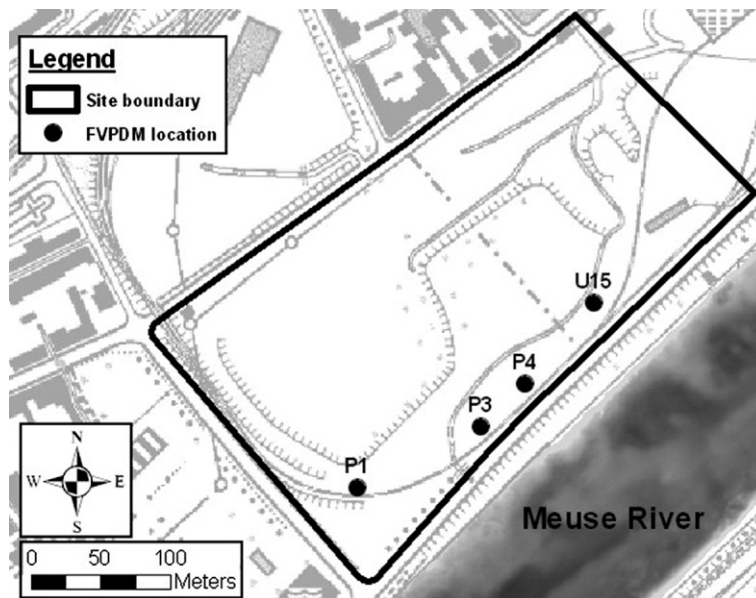 Legend
Site boundary
FVPDM location
U15
P4
P3
P1
N
W E
S
Meuse River
0 50 100
Meters